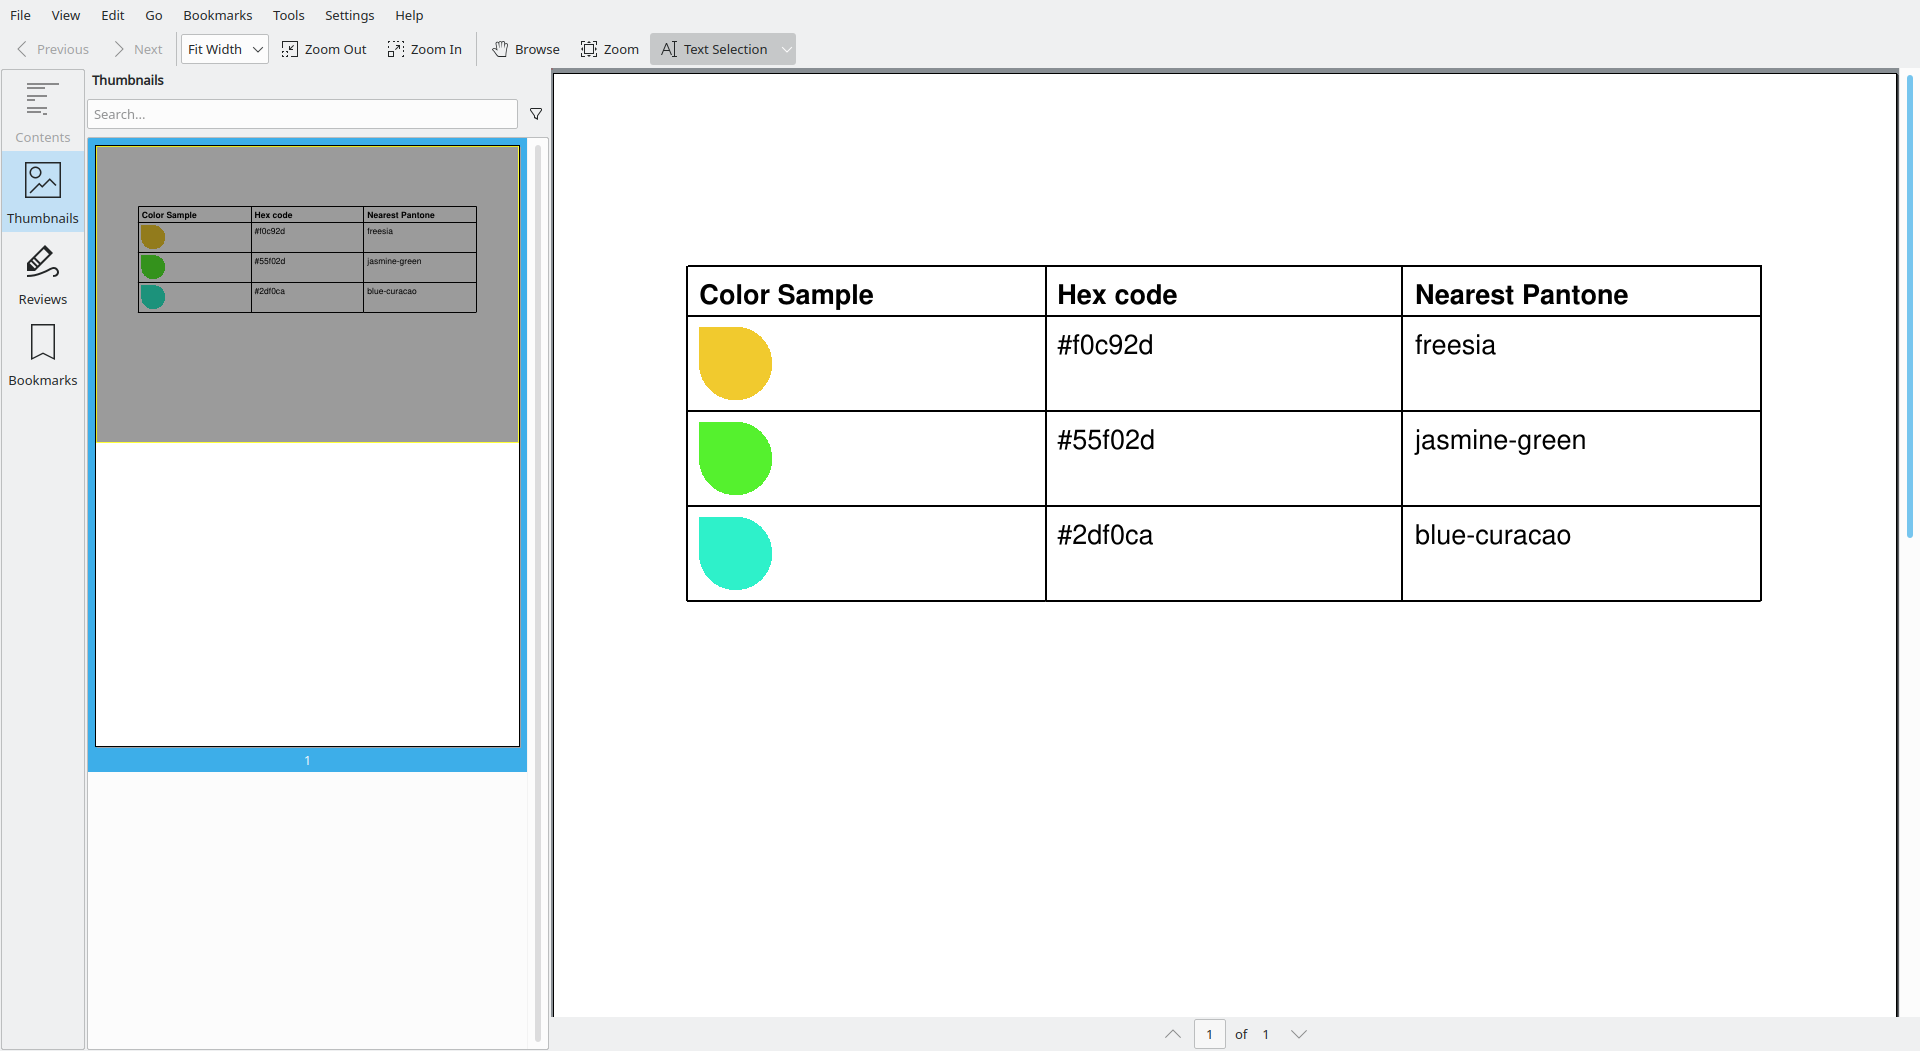 File View Edit Go Bookmarks Tools Settings Help
Previous Next Fit Width Zoom Out Zoom In Browse Zoom Text Selection
Contents
Thumbnails
Reviews
Bookmarks
Thumbnails
Search...
Color Sample Hex code Nearest Pantone
#f0c92d freesia
#55f02d jasmine-green
#2df0ca blue-curacao
1
Color Sample Hex code Nearest Pantone
#f0c92d freesia
#55f02d jasmine-green
#2df0ca blue-curacao
1 of 1